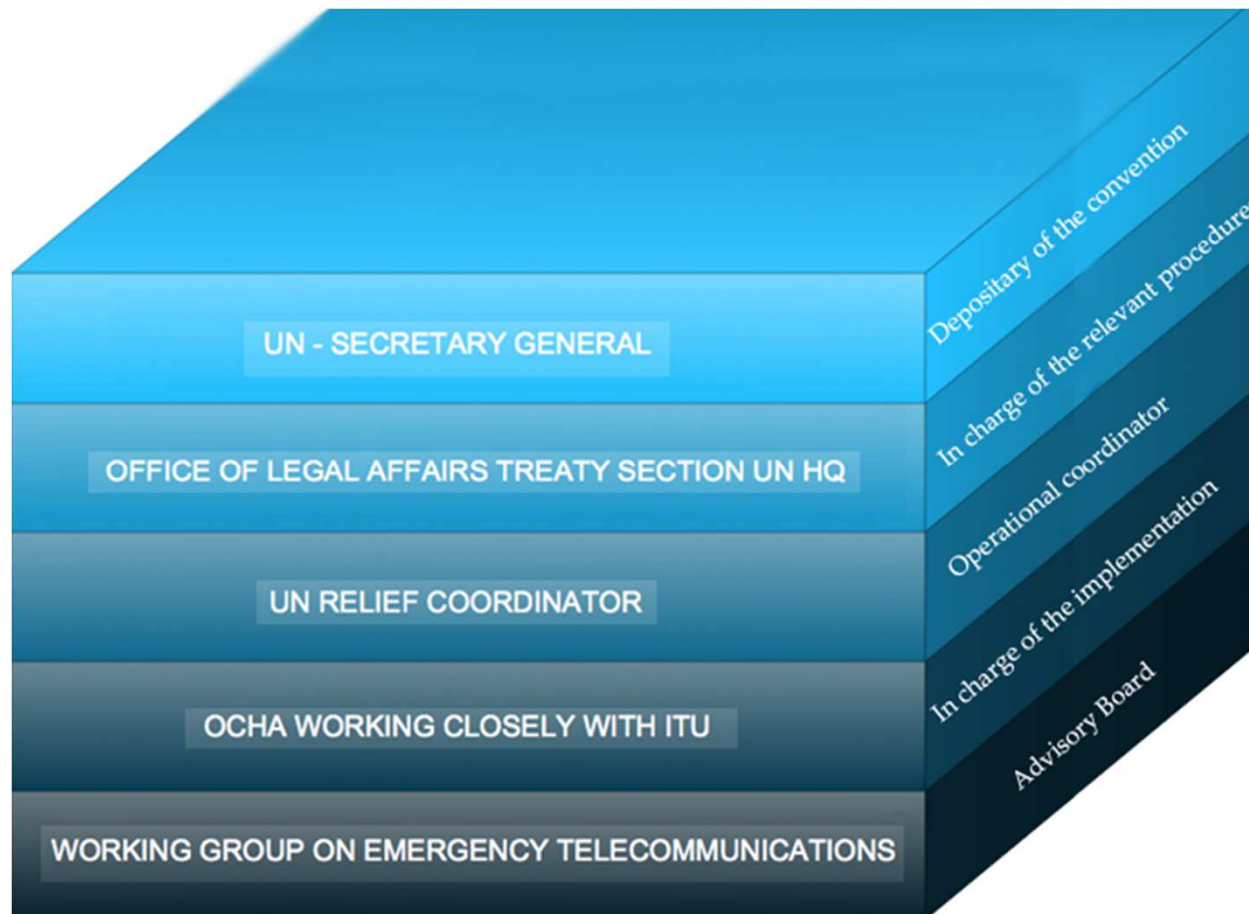 UN - SECRETARY GENERAL
Depositary of the convention
OFFICE OF LEGAL AFFAIRS TREATY SECTION UN HQ
In charge of the relevant procedure
UN RELIEF COORDINATOR
Operational coordinator
OCHA WORKING CLOSELY WITH ITU
In charge of the implementation
WORKING GROUP ON EMERGENCY TELECOMMUNICATIONS
Advisory Board